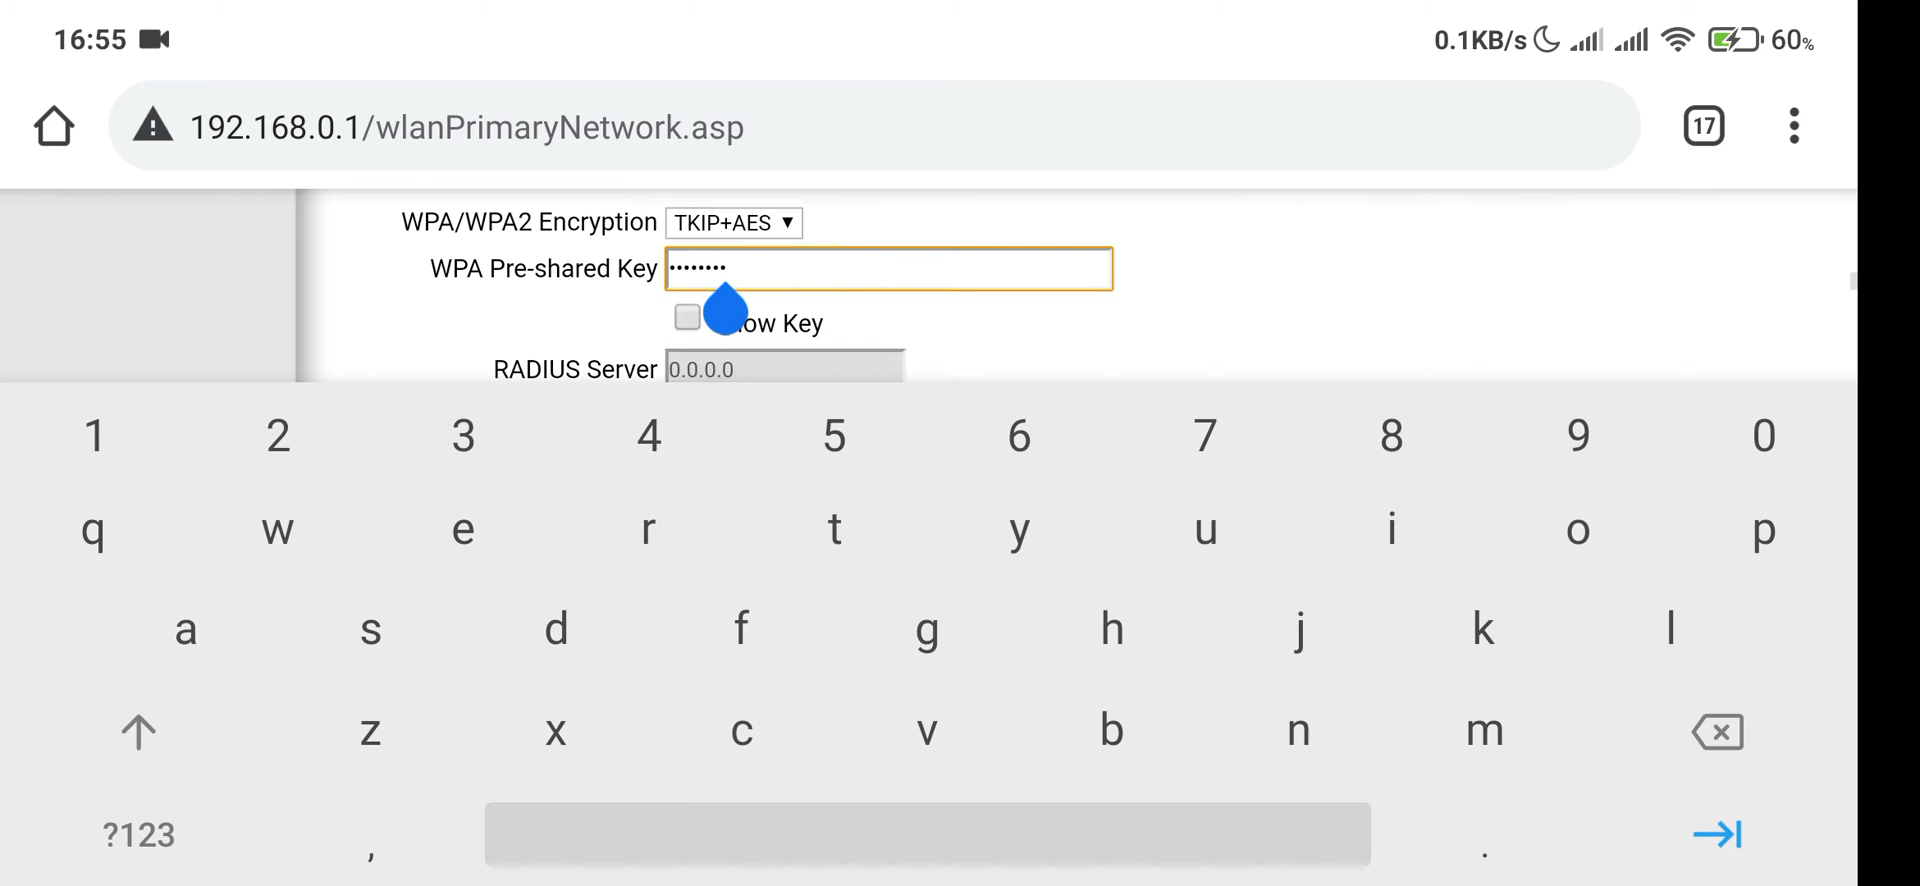 16:55 0.1KB/s 60%
192.168.0.1/wlanPrimaryNetwork.asp 17
WPA/WPA2 Encryption TKIP+AES ▼
WPA Pre-shared Key ••••••••
ow Key
RADIUS Server 0.0.0.0
1 2 3 4 5 6 7 8 9 0
q w e r t y u i o p
a s d f g h j k l
z x c v b n m
?123 , .